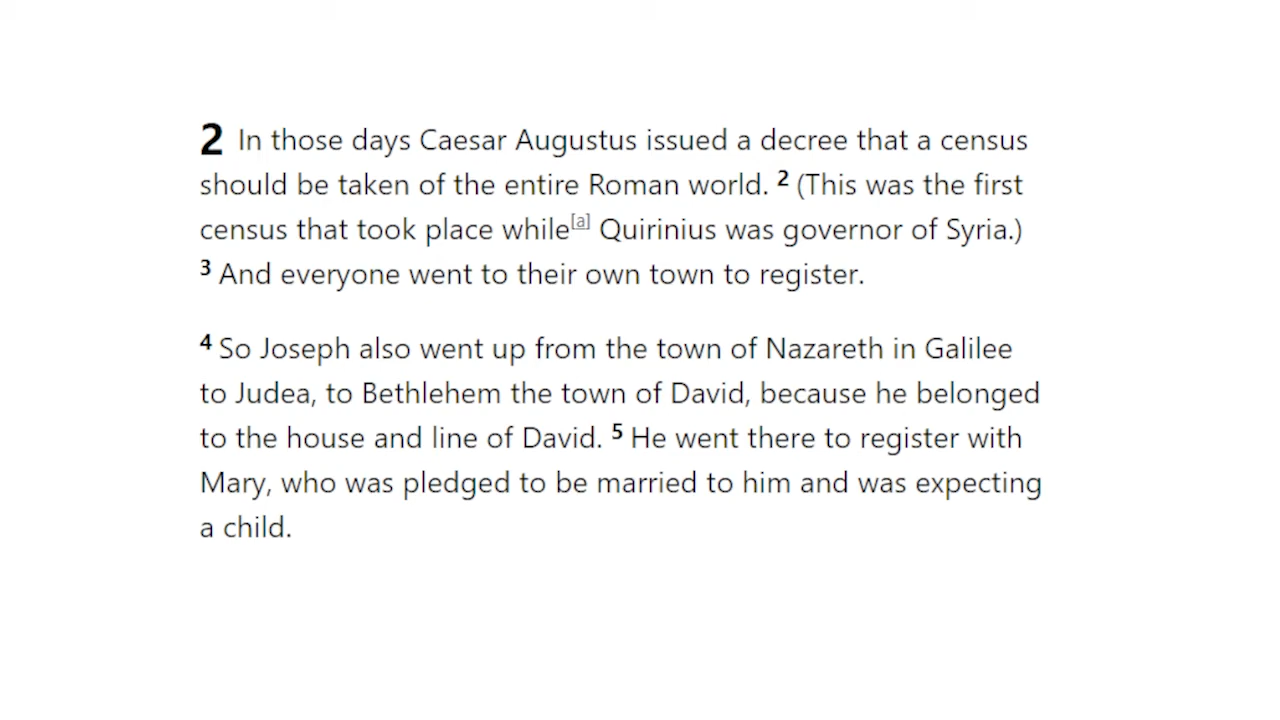 2 In those days Caesar Augustus issued a decree that a census
should be taken of the entire Roman world. 2 (This was the first
census that took place while[a] Quirinius was governor of Syria.)
3 And everyone went to their own town to register.
4 So Joseph also went up from the town of Nazareth in Galilee
to Judea, to Bethlehem the town of David, because he belonged
to the house and line of David. 5 He went there to register with
Mary, who was pledged to be married to him and was expecting
a child.